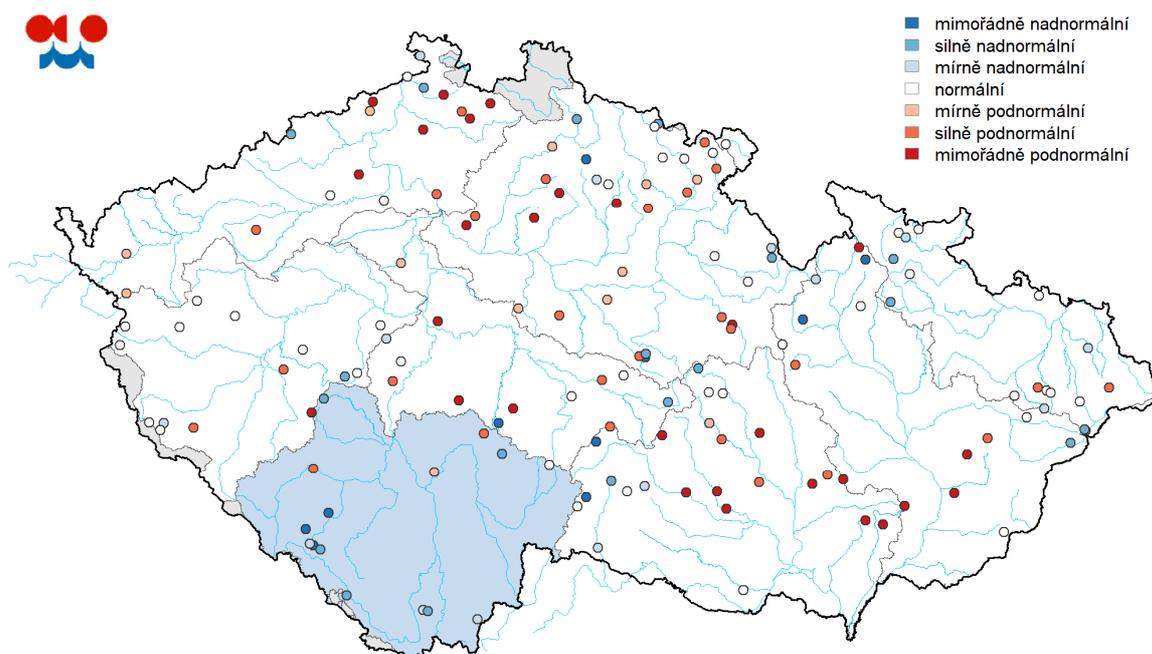 mimořádně nadnormální
silně nadnormální
mírně nadnormální
normální
mírně podnormální
silně podnormální
mimořádně podnormální